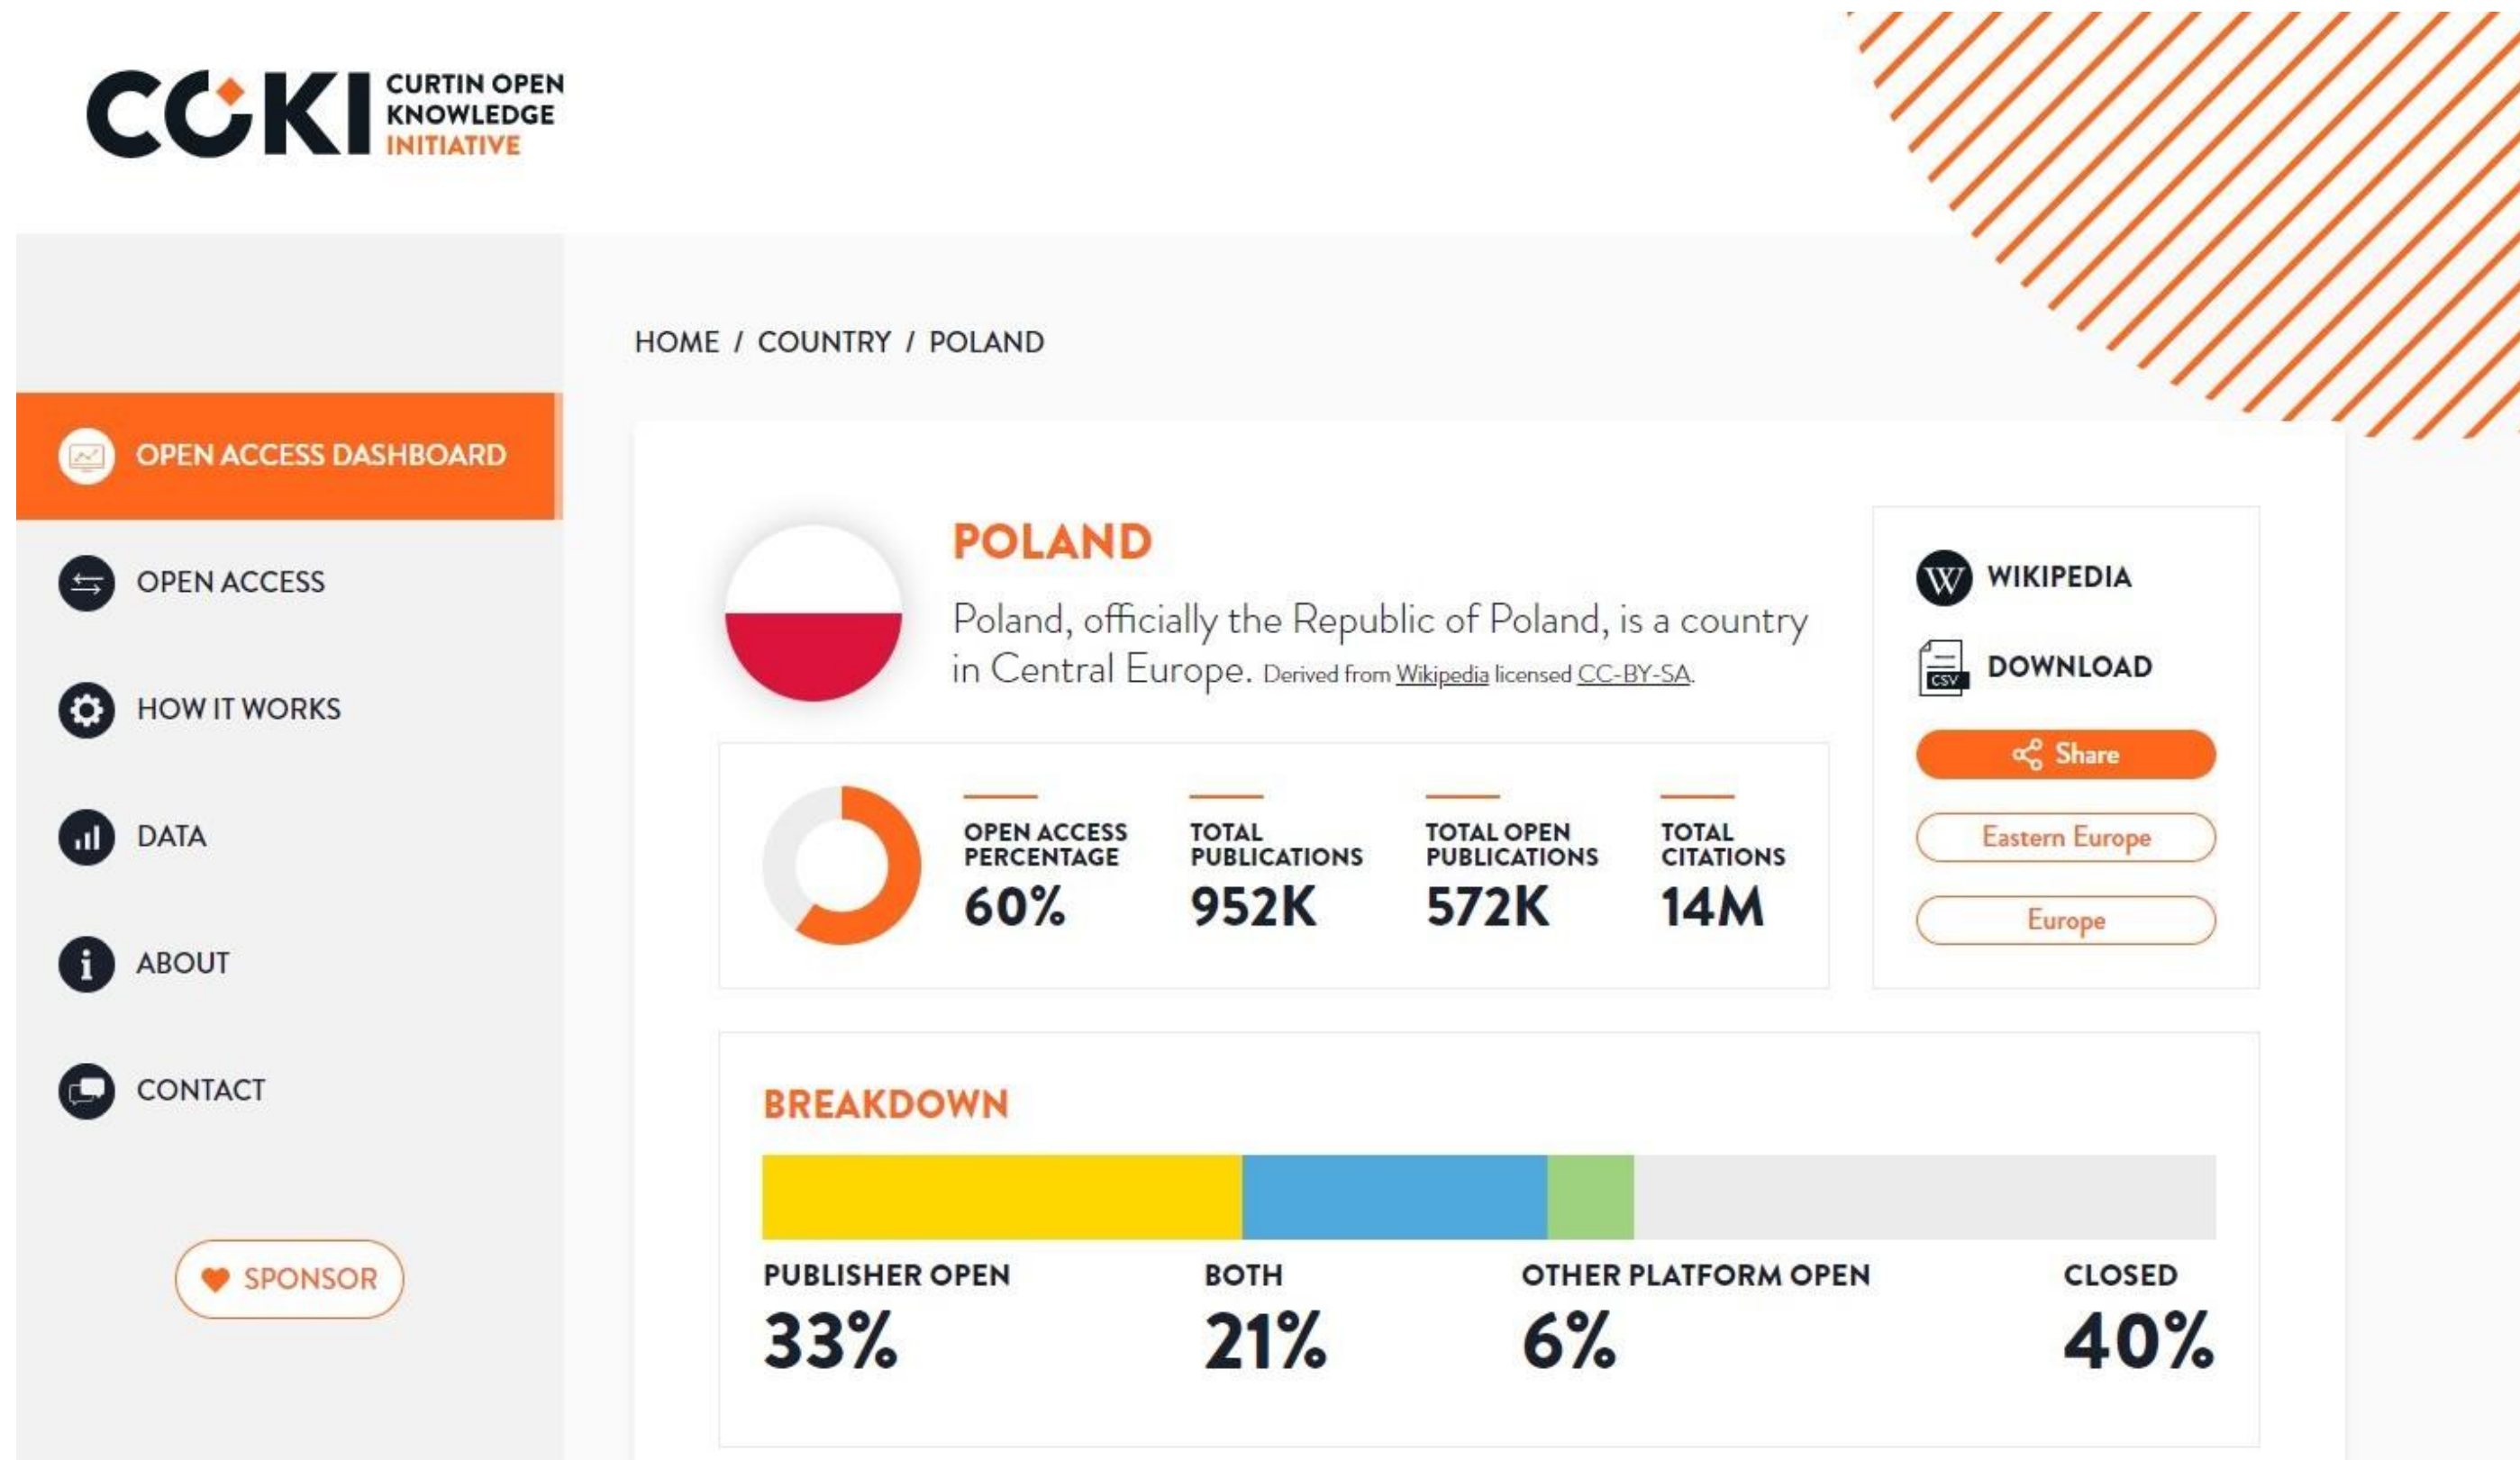 COKI
CURTIN OPEN
KNOWLEDGE
INITIATIVE
HOME / COUNTRY / POLAND
OPEN ACCESS DASHBOARD
OPEN ACCESS
HOW IT WORKS
DATA
ABOUT
CONTACT
SPONSOR
POLAND
Poland, officially the Republic of Poland, is a country
in Central Europe. Derived from Wikipedia licensed CC-BY-SA.
OPEN ACCESS
PERCENTAGE
60%
TOTAL
PUBLICATIONS
952K
TOTAL OPEN
PUBLICATIONS
572K
TOTAL
CITATIONS
14M
W WIKIPEDIA
CSV DOWNLOAD
Share
Eastern Europe
Europe
BREAKDOWN
PUBLISHER OPEN
33%
BOTH
21%
OTHER PLATFORM OPEN
6%
CLOSED
40%